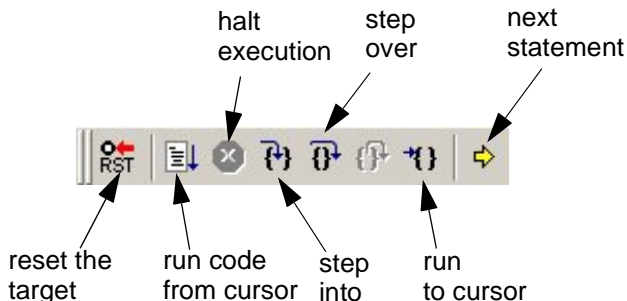 halt
execution
step
over
next
statement
RST
reset the
target
run code
from cursor
step
into
run
to cursor